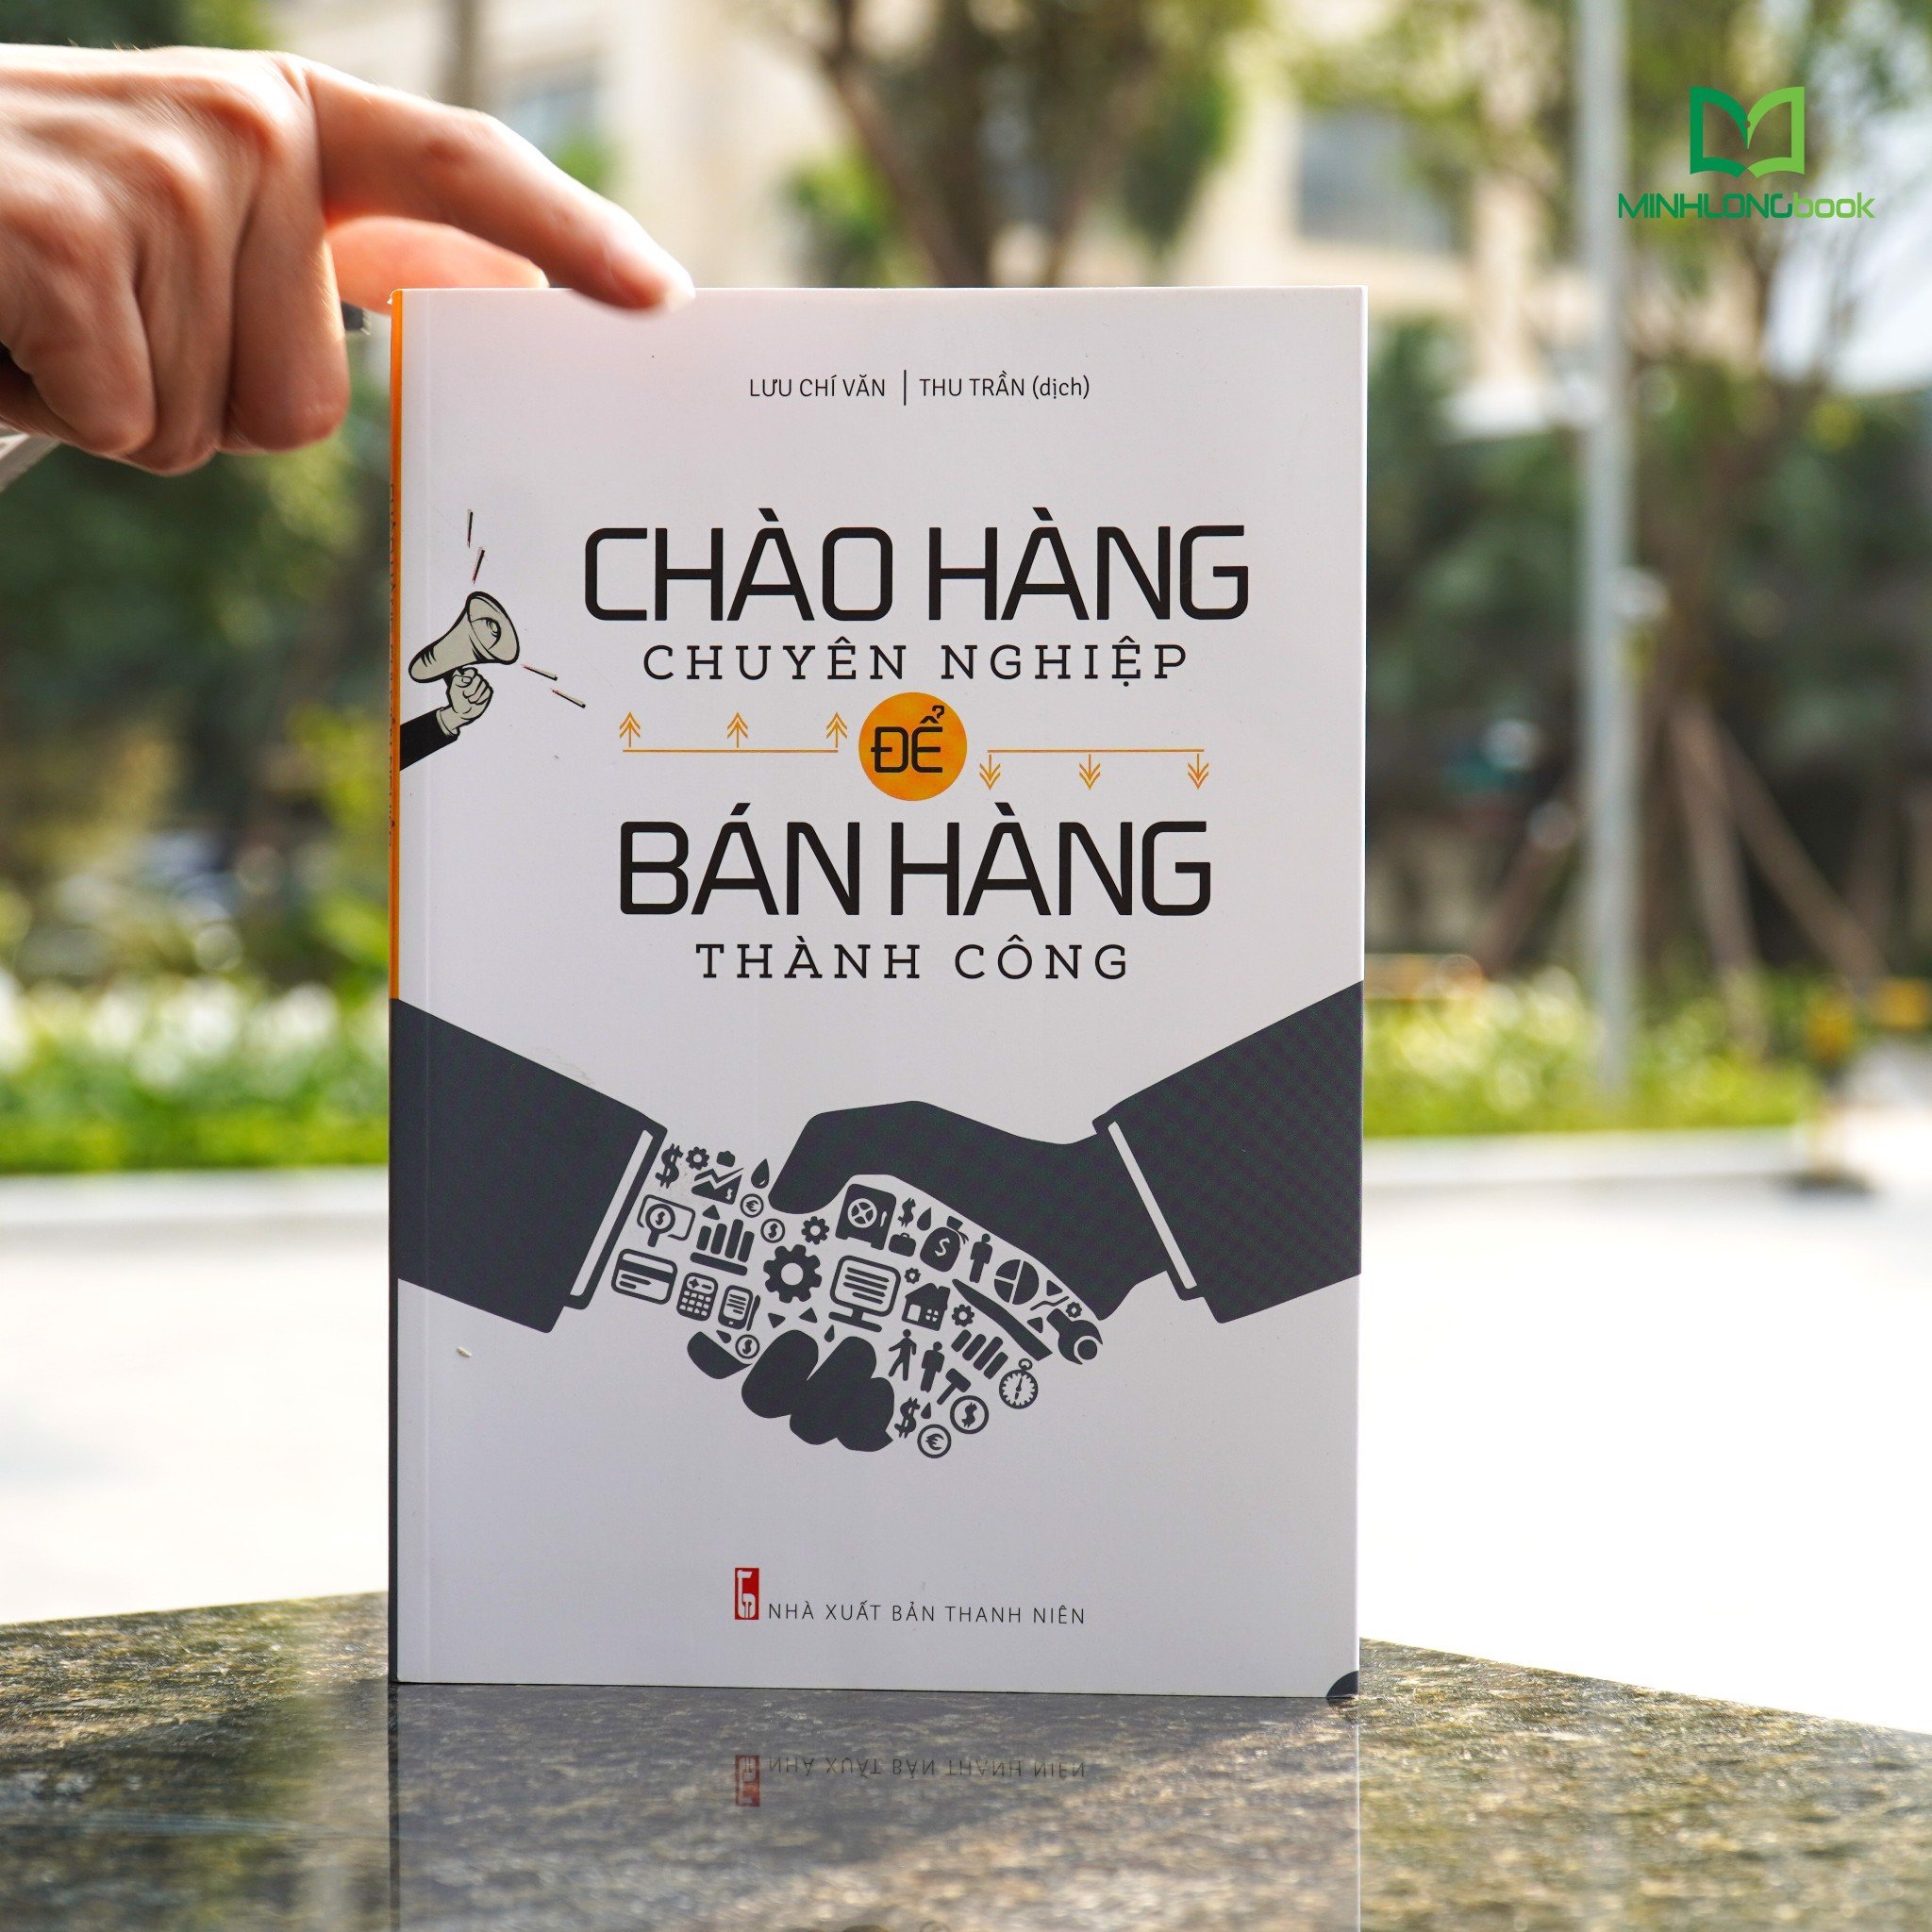 MINHLONGbook
LƯU CHÍ VĂN | THU TRẦN (dịch)
CHÀO HÀNG
CHUYÊN NGHIỆP
ĐỂ
BÁN HÀNG
THÀNH CÔNG
NHÀ XUẤT BẢN THANH NIÊN